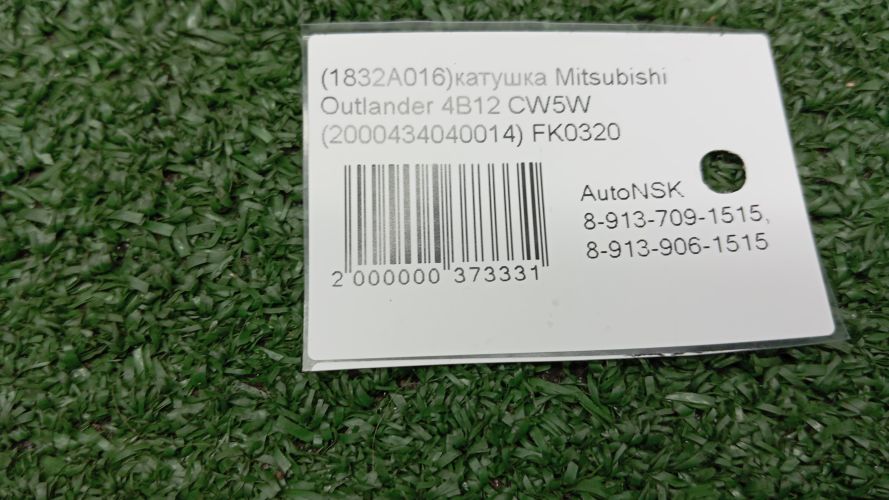 (1832A016)катушка Mitsubishi
Outlander 4B12 CW5W
(2000434040014) FK0320
AutoNSK
8-913-709-1515,
8-913-906-1515
2 000000 373331